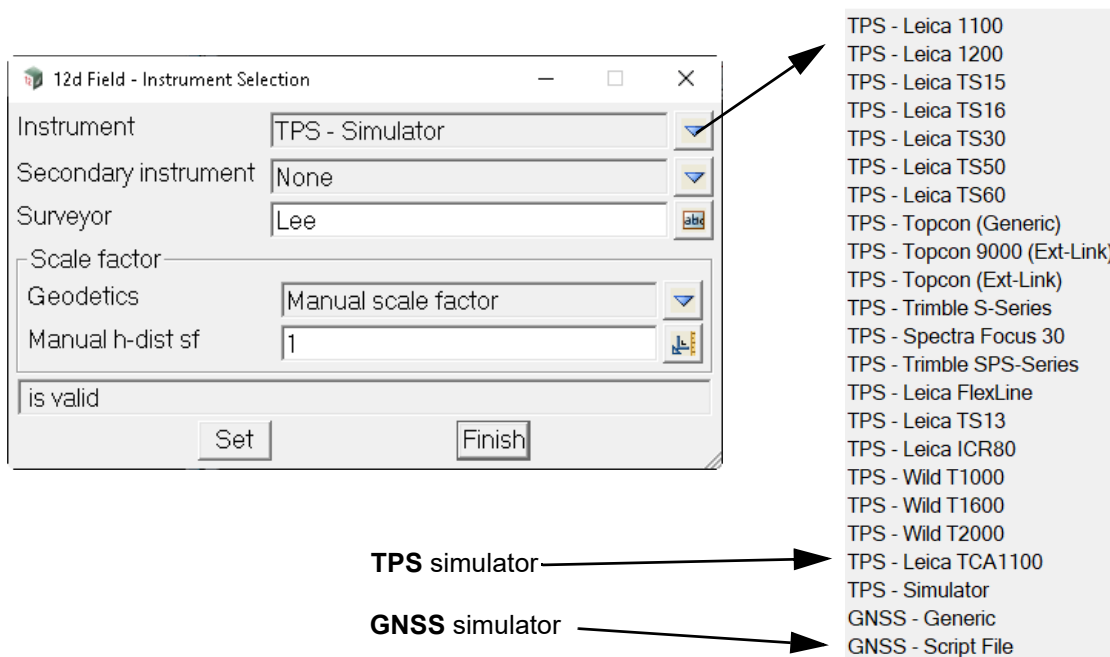 12d Field - Instrument Selection
Instrument
TPS - Simulator
Secondary instrument
None
Surveyor
Lee
abc
Scale factor
Geodetics
Manual scale factor
Manual h-dist sf
1
is valid
Set
Finish
TPS simulator
GNSS simulator
TPS - Leica 1100
TPS - Leica 1200
TPS - Leica TS15
TPS - Leica TS16
TPS - Leica TS30
TPS - Leica TS50
TPS - Leica TS60
TPS - Topcon (Generic)
TPS - Topcon 9000 (Ext-Link)
TPS - Topcon (Ext-Link)
TPS - Trimble S-Series
TPS - Spectra Focus 30
TPS - Trimble SPS-Series
TPS - Leica FlexLine
TPS - Leica TS13
TPS - Leica ICR80
TPS - Wild T1000
TPS - Wild T1600
TPS - Wild T2000
TPS - Leica TCA1100
TPS - Simulator
GNSS - Generic
GNSS - Script File